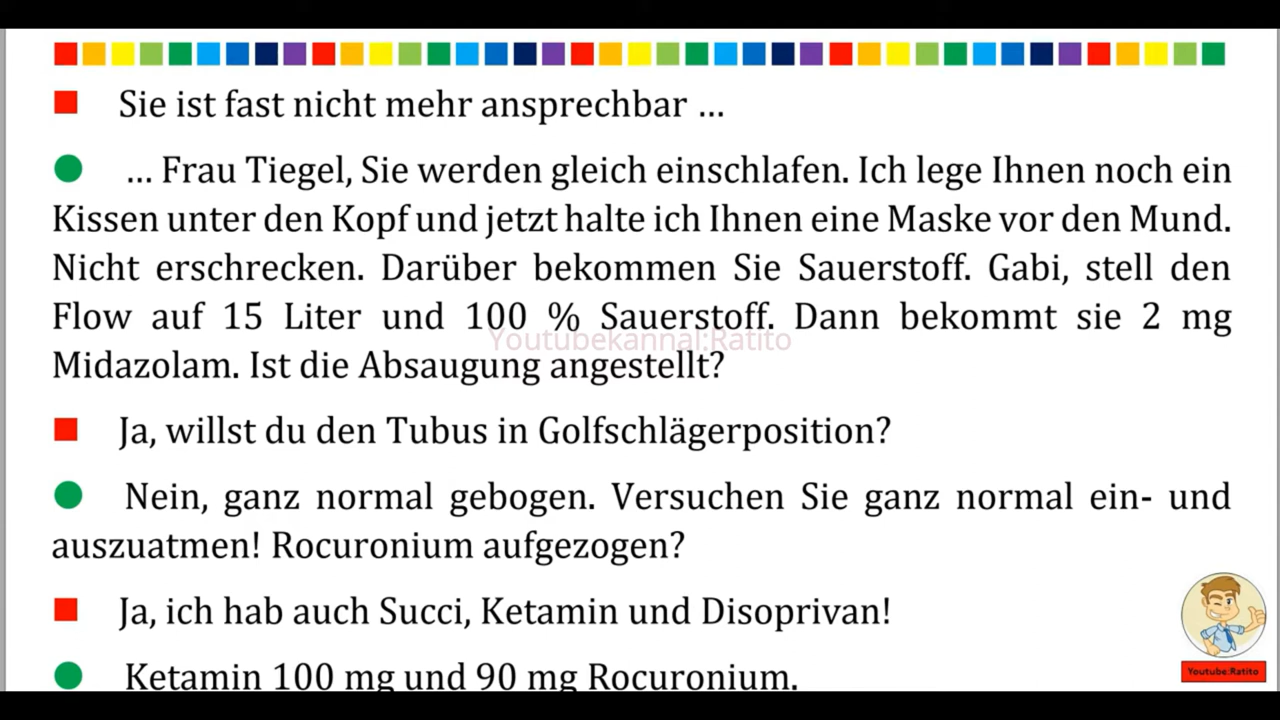 Sie ist fast nicht mehr ansprechbar ...
... Frau Tiegel, Sie werden gleich einschlafen. Ich lege Ihnen noch ein
Kissen unter den Kopf und jetzt halte ich Ihnen eine Maske vor den Mund.
Nicht erschrecken. Darüber bekommen Sie Sauerstoff. Gabi, stell den
Flow auf 15 Liter und 100 % Sauerstoff. Dann bekommt sie 2 mg
Youtubekannal:Ratito
Midazolam. Ist die Absaugung angestellt?
Ja, willst du den Tubus in Golfschlägerposition?
Nein, ganz normal gebogen. Versuchen Sie ganz normal ein- und
auszuatmen! Rocuronium aufgezogen?
Ja, ich hab auch Succi, Ketamin und Disoprivan!
Ketamin 100 mg und 90 mg Rocuronium.
Youtube:Ratito